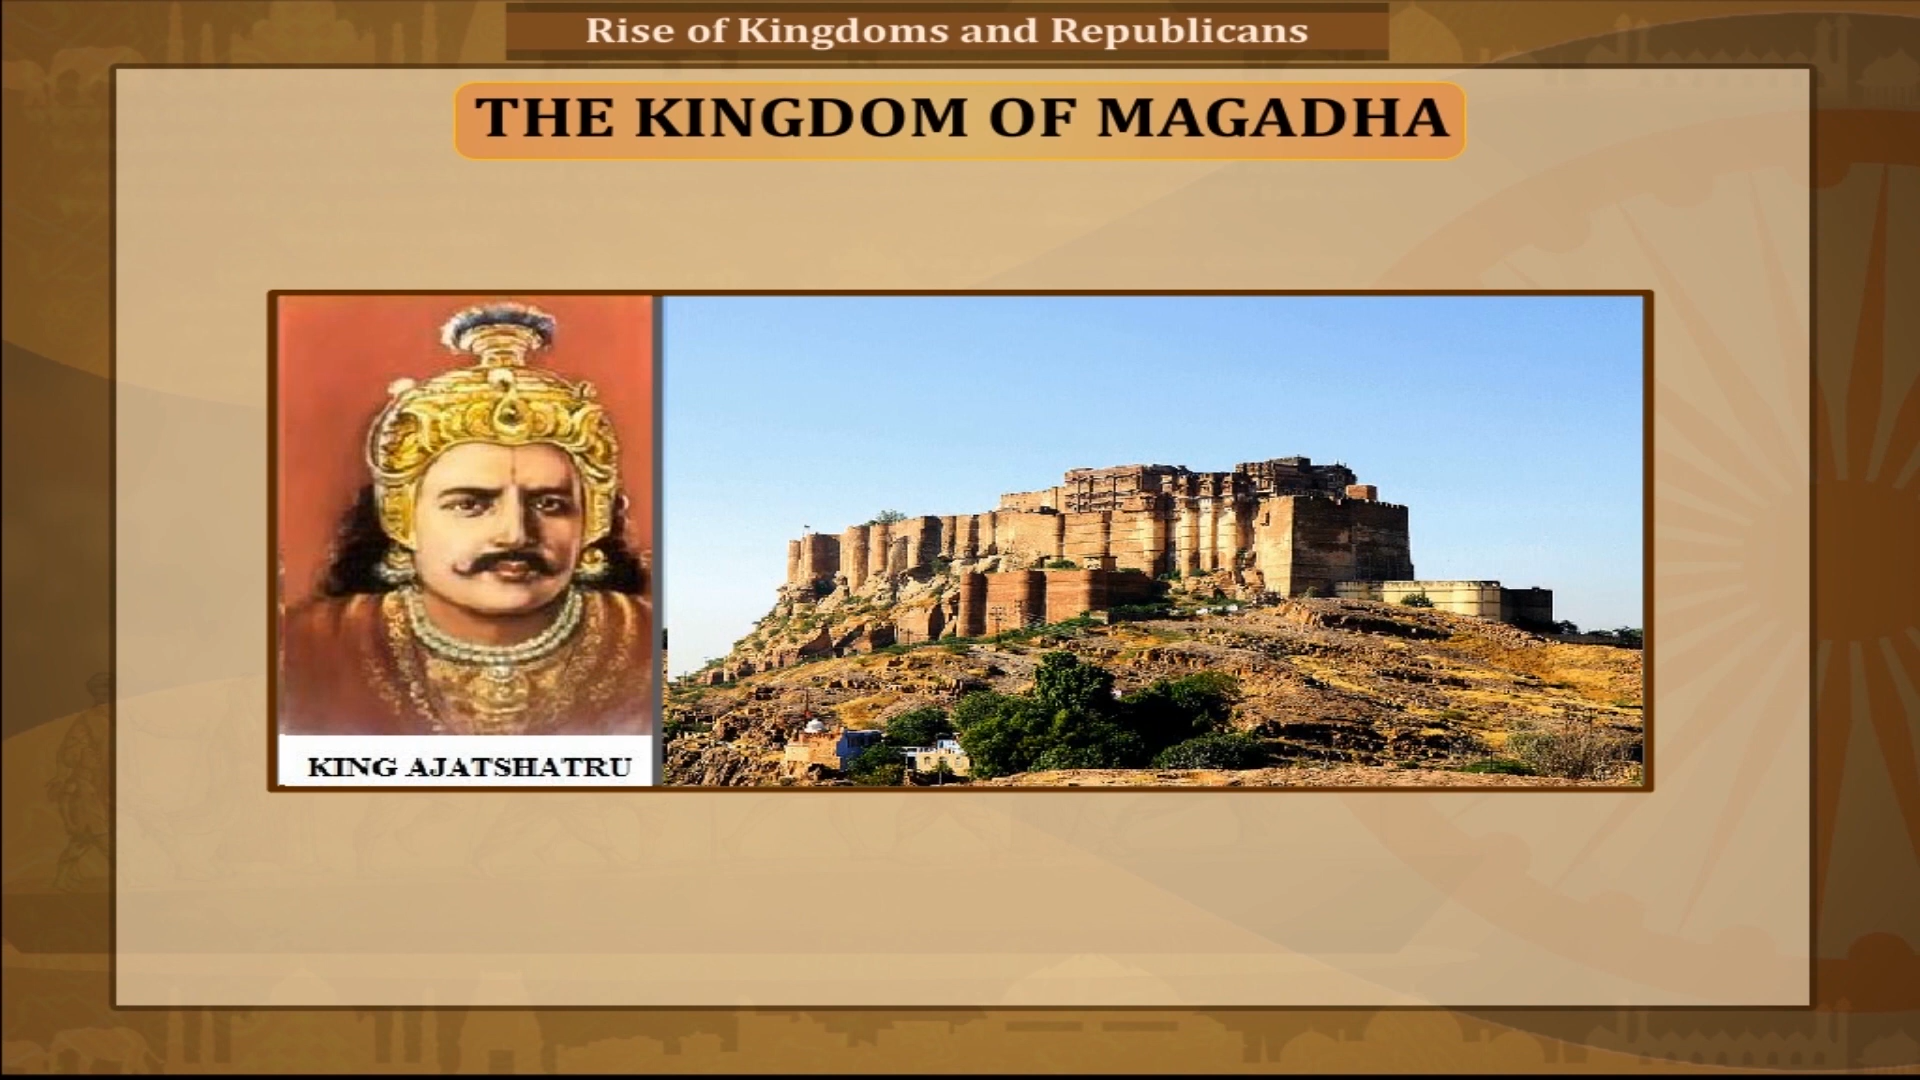 Rise of Kingdoms and Republicans
THE KINGDOM OF MAGADHA
KING AJATSHATRU